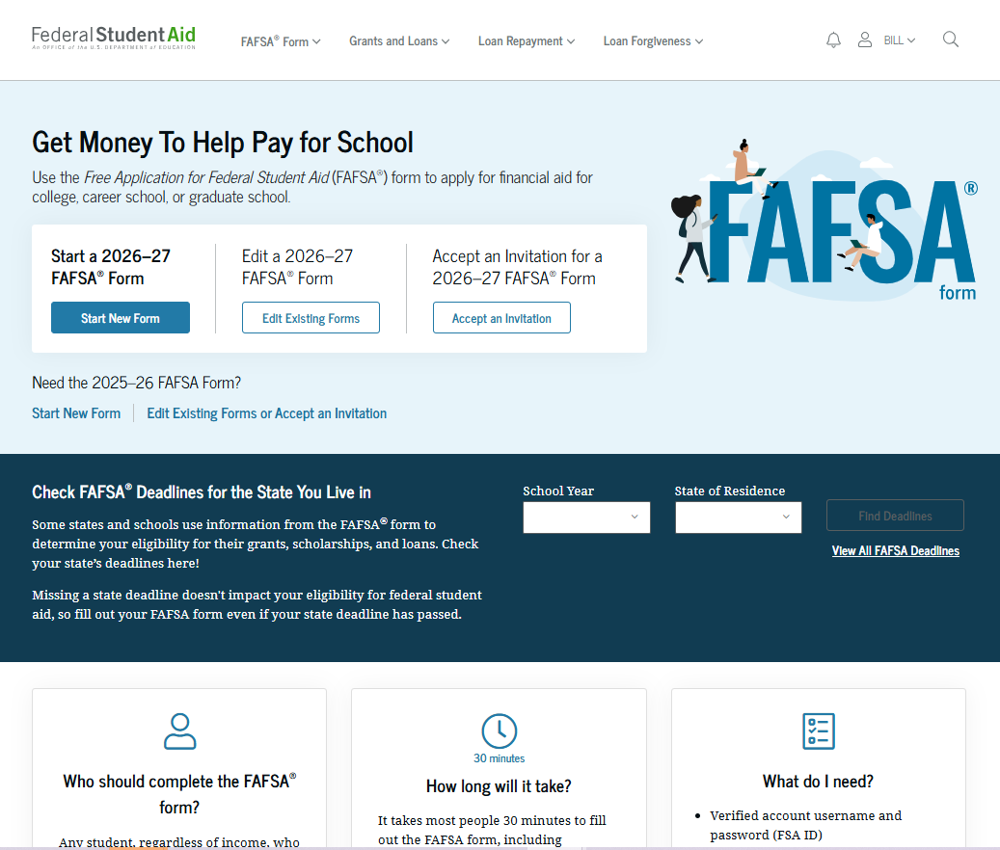 Federal Student Aid
An OFFICE of the U.S. DEPARTMENT of EDUCATION
FAFSA® Form
Grants and Loans
Loan Repayment
Loan Forgiveness
BILL
Get Money To Help Pay for School
Use the Free Application for Federal Student Aid (FAFSA®) form to apply for financial aid for
college, career school, or graduate school.
Start a 2026–27
FAFSA® Form
Start New Form
Edit a 2026–27
FAFSA® Form
Edit Existing Forms
Accept an Invitation for a
2026–27 FAFSA® Form
Accept an Invitation
FAFSA®
form
Need the 2025–26 FAFSA Form?
Start New Form
Edit Existing Forms or Accept an Invitation
Check FAFSA® Deadlines for the State You Live in
Some states and schools use information from the FAFSA® form to
determine your eligibility for their grants, scholarships, and loans. Check
your state's deadlines here!
Missing a state deadline doesn't impact your eligibility for federal student
aid, so fill out your FAFSA form even if your state deadline has passed.
School Year
State of Residence
Find Deadlines
View All FAFSA Deadlines
Who should complete the FAFSA®
form?
Any student, regardless of income, who
30 minutes
How long will it take?
It takes most people 30 minutes to fill
out the FAFSA form, including
What do I need?
• Verified account username and
password (FSA ID)